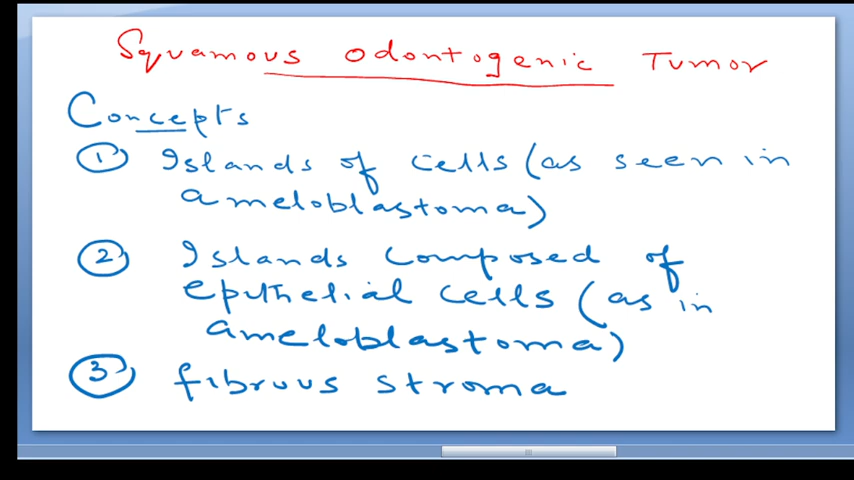 Squamous odontogenic Tumor
Concepts
1 Islands of cells (as seen in
ameloblastoma)
2 Islands composed of
epithelial cells (as in
ameloblastoma)
3 fibrous stroma